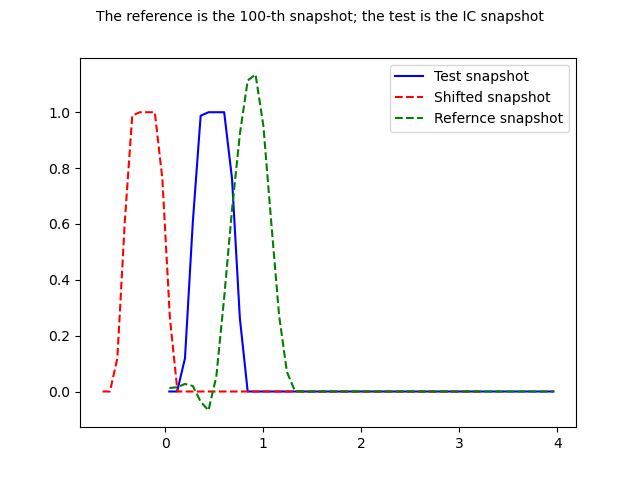 The reference is the 100-th snapshot; the test is the IC snapshot
Test snapshot
Shifted snapshot
Refernce snapshot
1.0
0.8
0.6
0.4
0.2
0.0
0 1 2 3 4